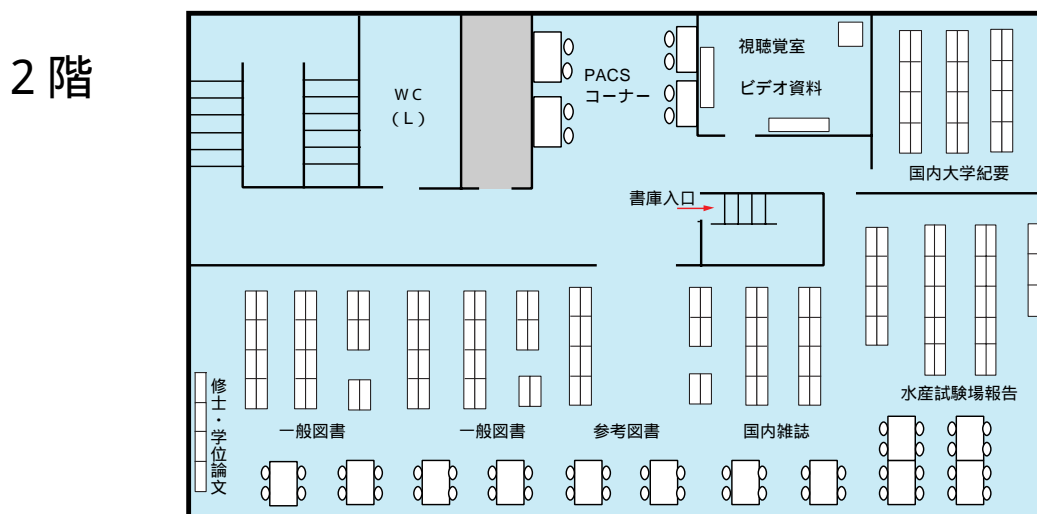 2階
WC
(L)
PACS
コーナー
視聴覚室
ビデオ資料
国内大学紀要
書庫入口
水産試験場報告
修士・学位論文
一般図書
一般図書
参考図書
国内雑誌